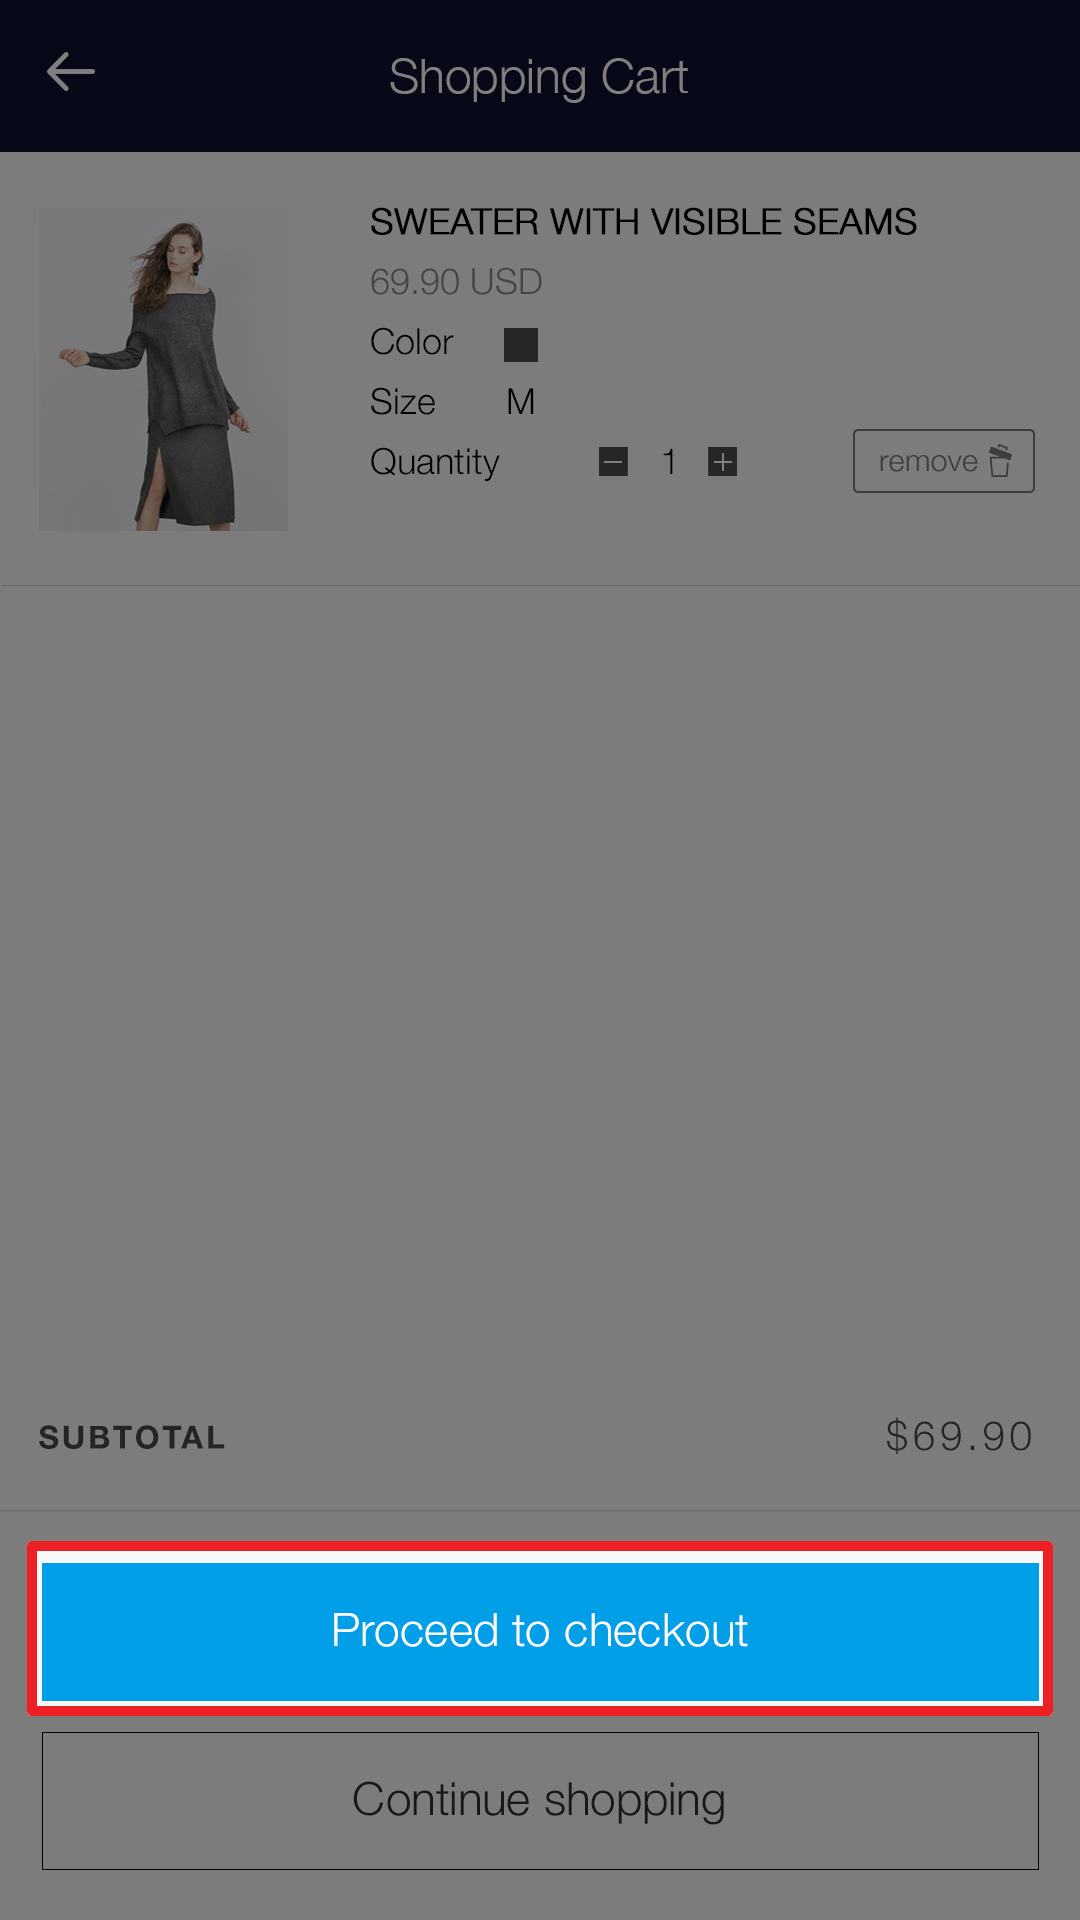 Shopping Cart
SWEATER WITH VISIBLE SEAMS
69.90 USD
Color
Size M
Quantity 1
remove
SUBTOTAL $69.90
Proceed to checkout
Continue shopping